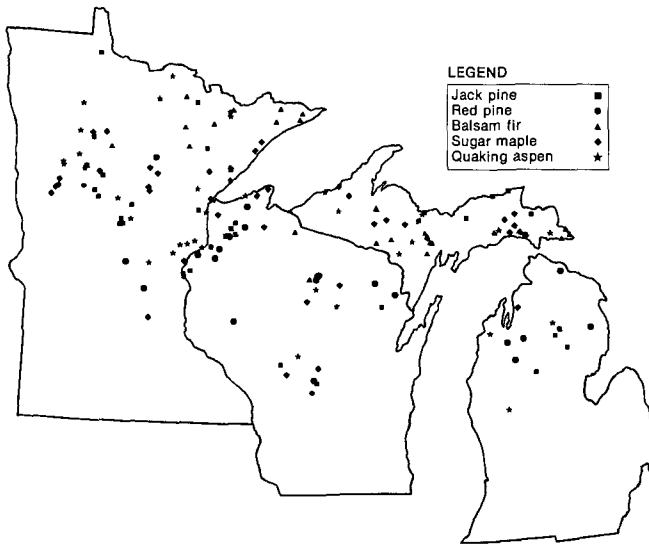 LEGEND
Jack pine
Red pine
Balsam fir
Sugar maple
Quaking aspen